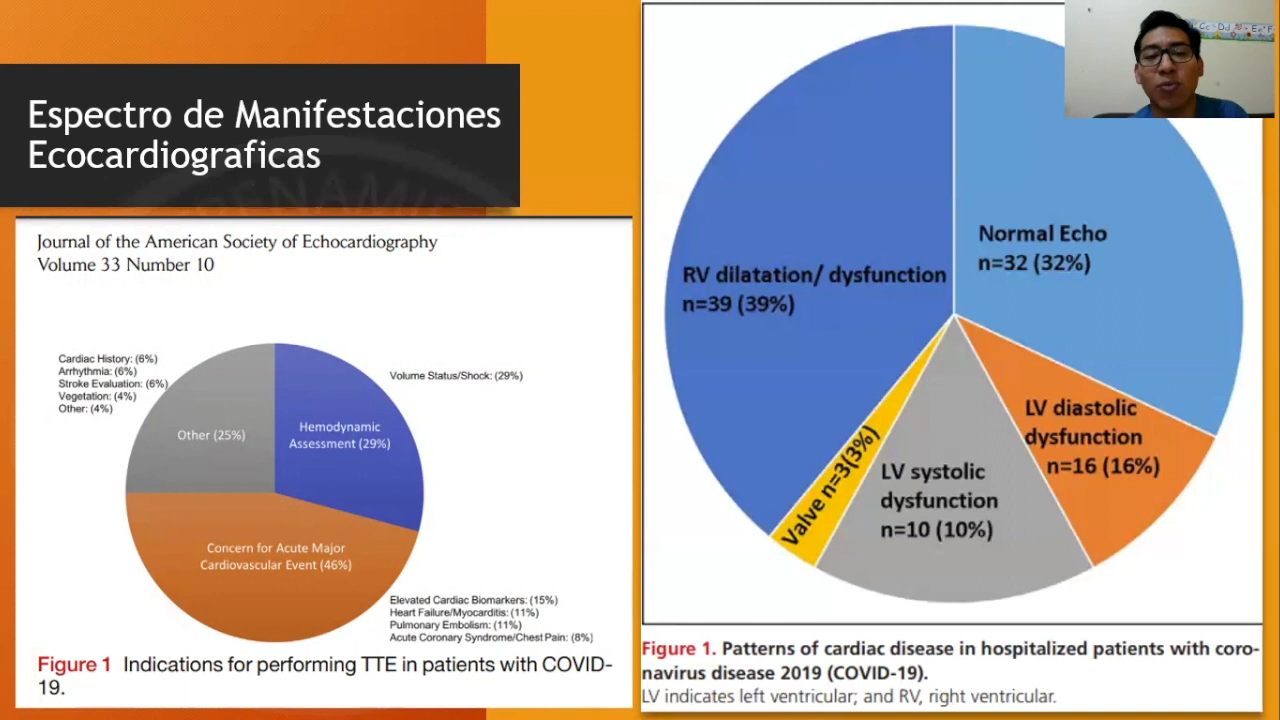 Espectro de Manifestaciones
Ecocardiograficas
Journal of the American Society of Echocardiography
Volume 33 Number 10
Cardiac History: (6%)
Arrhythmia: (6%)
Stroke Evaluation: (6%)
Vegetation: (4%)
Other: (4%)
Volume Status/Shock: (29%)
Other (25%)
Hemodynamic
Assessment (29%)
Concern for Acute Major
Cardiovascular Event (46%)
Elevated Cardiac Biomarkers: (15%)
Heart Failure/Myocarditis: (11%)
Pulmonary Embolism: (11%)
Acute Coronary Syndrome/Chest Pain: (8%)
Figure 1 Indications for performing TTE in patients with COVID-
19.
Normal Echo
n=32 (32%)
RV dilatation/ dysfunction
n=39 (39%)
LV diastolic
dysfunction
n=16 (16%)
LV systolic
dysfunction
n=10 (10%)
Valve n=3(3%)
Figure 1. Patterns of cardiac disease in hospitalized patients with coro-
navirus disease 2019 (COVID-19).
LV indicates left ventricular; and RV, right ventricular.
Cc Dd